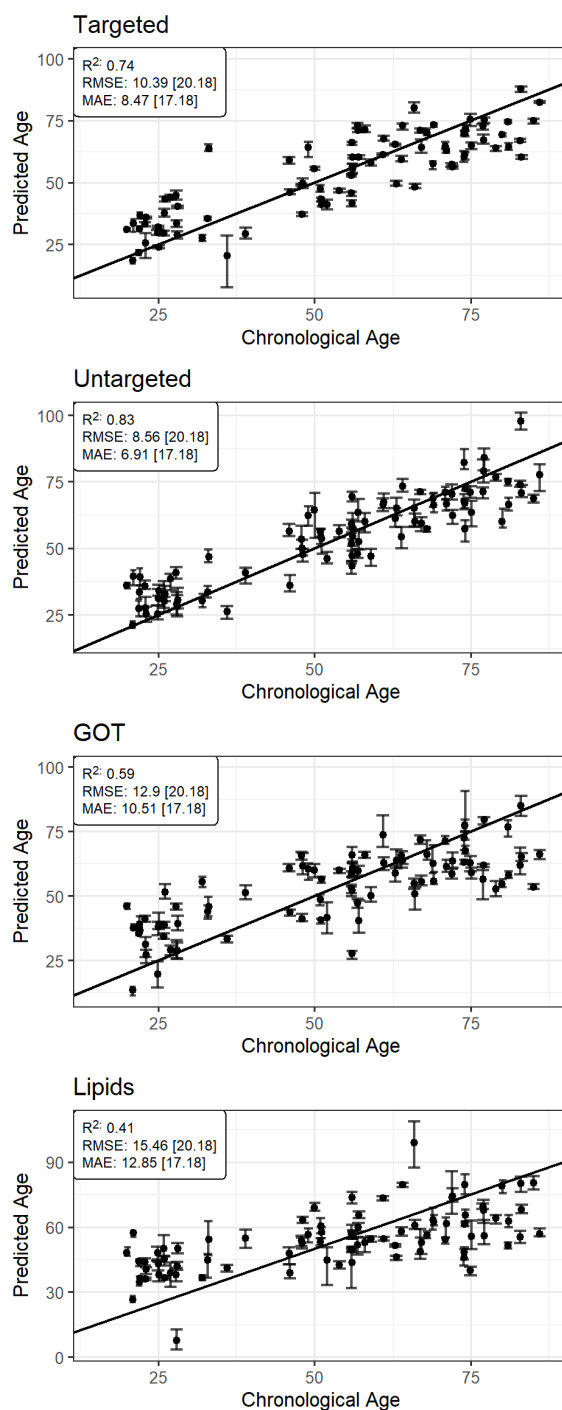 Targeted
R2: 0.74
RMSE: 10.39 [20.18]
MAE: 8.47 [17.18]
100
75
50
25
Predicted Age
25
50
75
Chronological Age
Untargeted
R2: 0.83
RMSE: 8.56 [20.18]
MAE: 6.91 [17.18]
100
75
50
25
Predicted Age
25
50
75
Chronological Age
GOT
R2: 0.59
RMSE: 12.9 [20.18]
MAE: 10.51 [17.18]
100
75
50
25
Predicted Age
25
50
75
Chronological Age
Lipids
R2: 0.41
RMSE: 15.46 [20.18]
MAE: 12.85 [17.18]
90
60
30
0
Predicted Age
25
50
75
Chronological Age